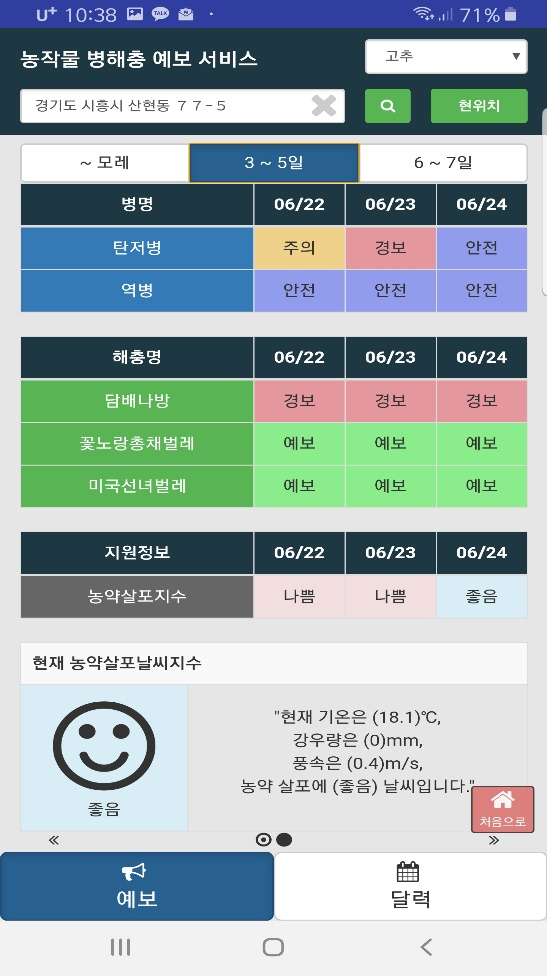 U+ 10:38 TALK 71%
농작물 병해충 예보 서비스 고추
경기도 시흥시 산현동 7 7 - 5 현위치
~ 모레 3 ~ 5일 6 ~ 7일
병명 06/22 06/23 06/24
탄저병 주의 경보 안전
역병 안전 안전 안전
해충명 06/22 06/23 06/24
담배나방 경보 경보 경보
꽃노랑총채벌레 예보 예보 예보
미국선녀벌레 예보 예보 예보
지원정보 06/22 06/23 06/24
농약살포지수 나쁨 나쁨 좋음
현재 농약살포날씨지수
"현재 기온은 (18.1)℃,
강우량은 (0)mm,
풍속은 (0.4)m/s,
농약 살포에 (좋음) 날씨입니다."
좋음
처음으로
« »
예보 달력